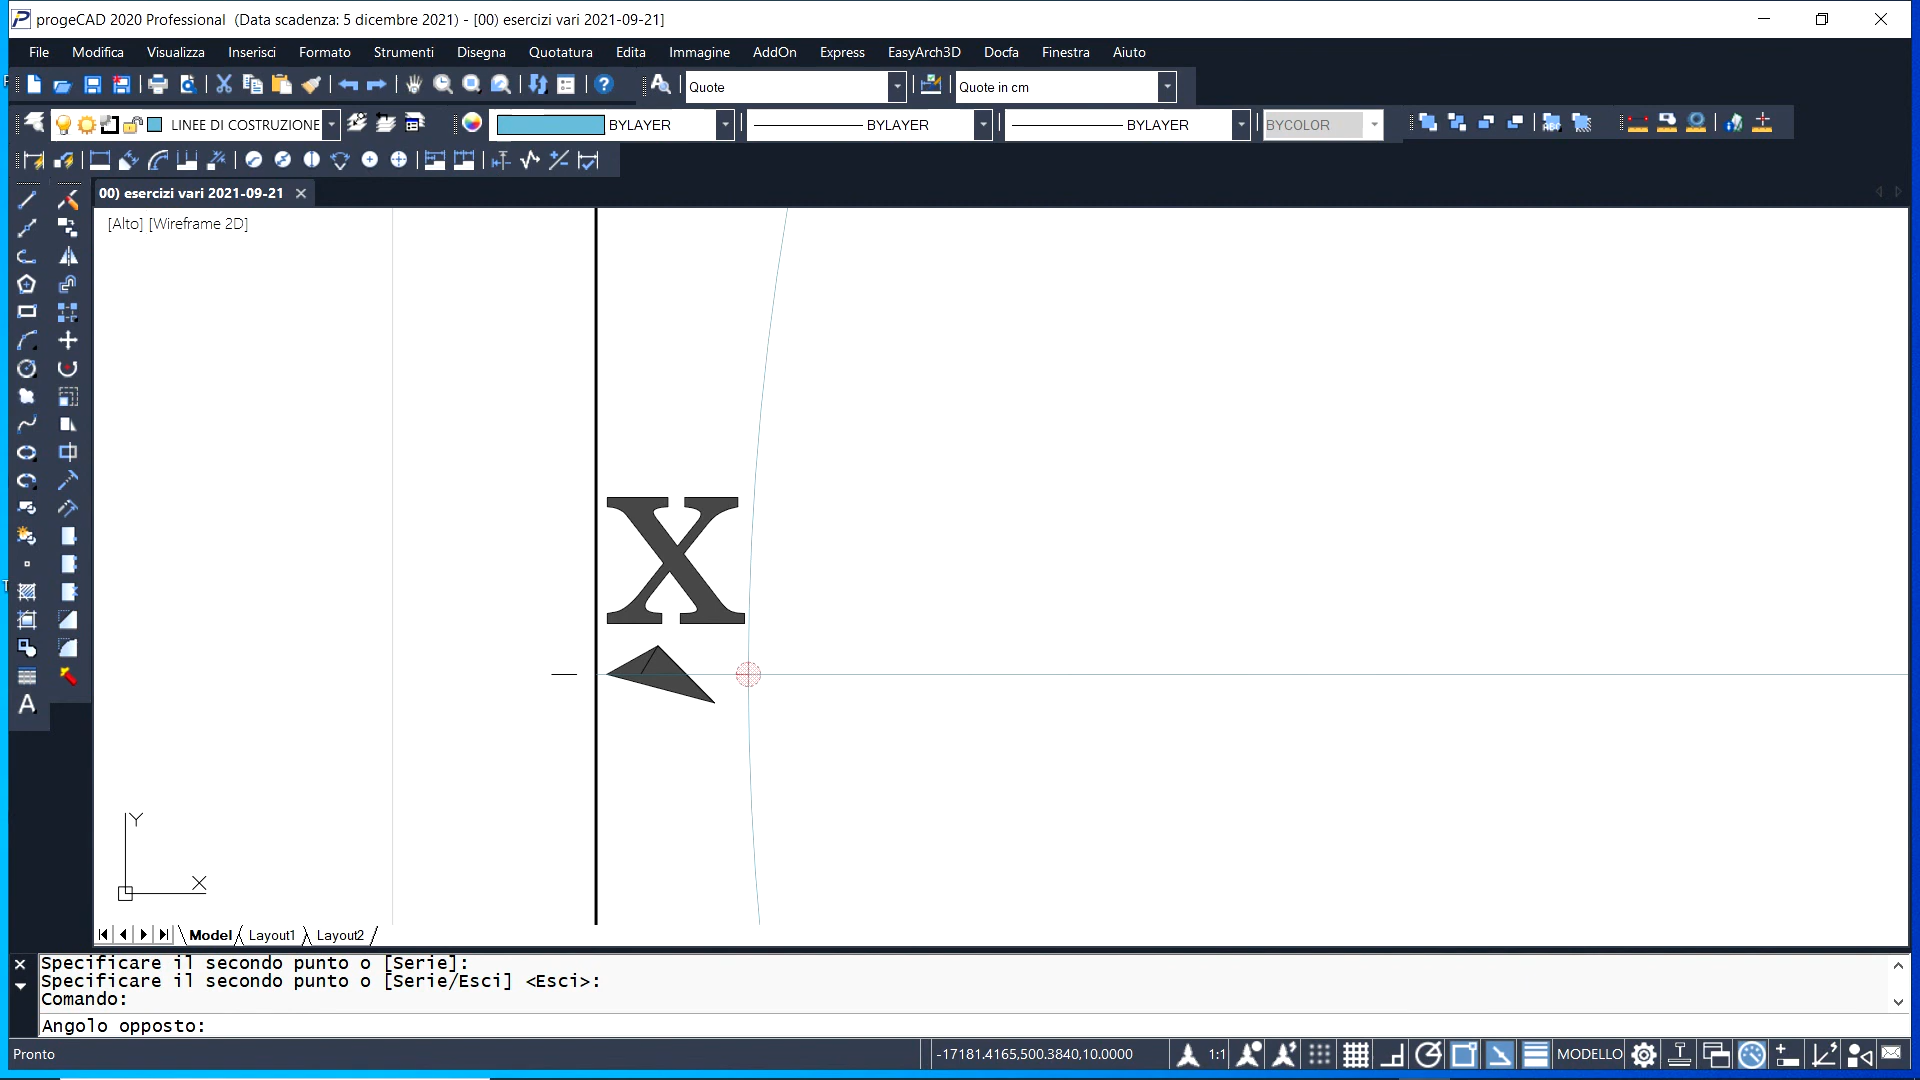 progeCAD 2020 Professional (Data scadenza: 5 dicembre 2021) - [00) esercizi vari 2021-09-21]
File Modifica Visualizza Inserisci Formato Strumenti Disegna Quotatura Edita Immagine AddOn Express EasyArch3D Docfa Finestra Aiuto
Quote Quote in cm
LINEE DI COSTRUZIONE BYLAYER BYLAYER BYLAYER BYCOLOR
00) esercizi vari 2021-09-21
[Alto] [Wireframe 2D]
X
Y
X
Model Layout1 Layout2
Specificare il secondo punto o [Serie]:
Specificare il secondo punto o [Serie/Esci] <Esci>:
Comando:
Angolo opposto:
Pronto -17181.4165,500.3840,10.0000 1:1 MODELLO